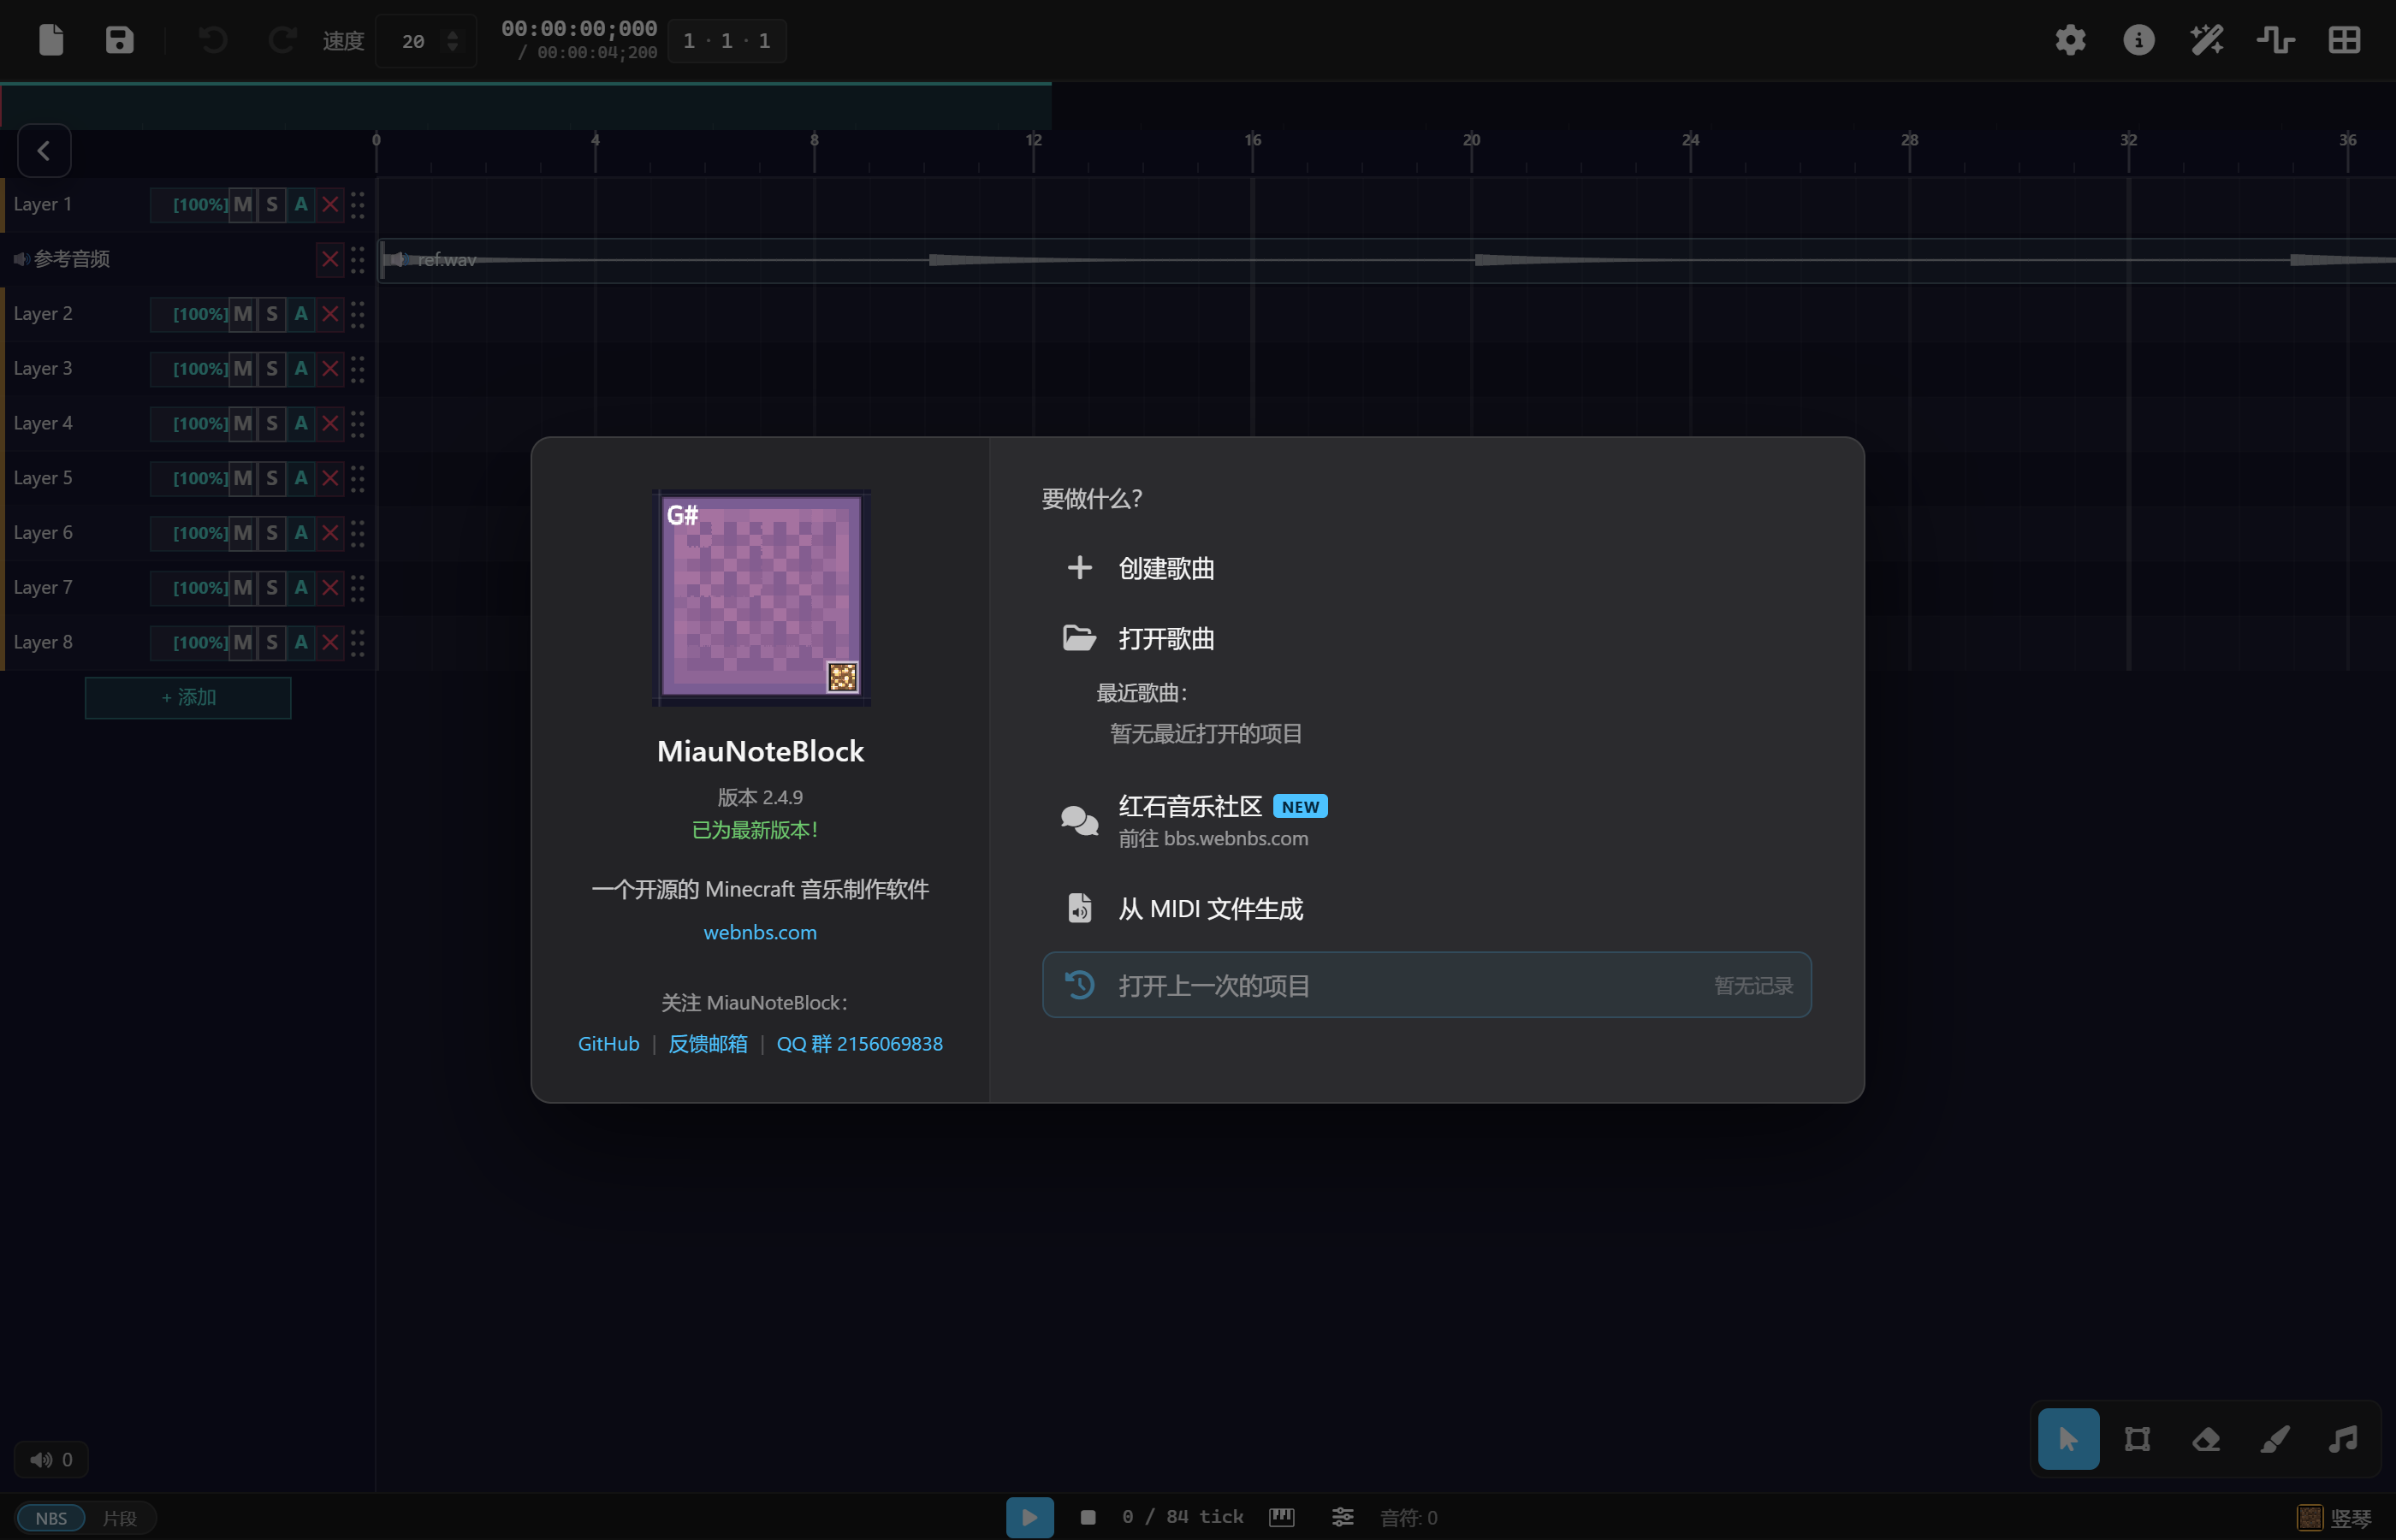 速度 20 00:00:00;000 / 00:00:04;200 1 · 1 · 1
0 4 8 12 16 20 24 28 32 36
Layer 1 [100%] M S A
参考音频 ref.wav
Layer 2 [100%] M S A
Layer 3 [100%] M S A
Layer 4 [100%] M S A
Layer 5 [100%] M S A
Layer 6 [100%] M S A
Layer 7 [100%] M S A
Layer 8 [100%] M S A
+ 添加
G#
MiauNoteBlock
版本 2.4.9
已为最新版本!
一个开源的 Minecraft 音乐制作软件
webnbs.com
关注 MiauNoteBlock:
GitHub | 反馈邮箱 | QQ 群 2156069838
要做什么?
创建歌曲
打开歌曲
最近歌曲:
暂无最近打开的项目
红石音乐社区 NEW
前往 bbs.webnbs.com
从 MIDI 文件生成
打开上一次的项目 暂无记录
0
NBS 片段 0 / 84 tick 音符: 0 竖琴